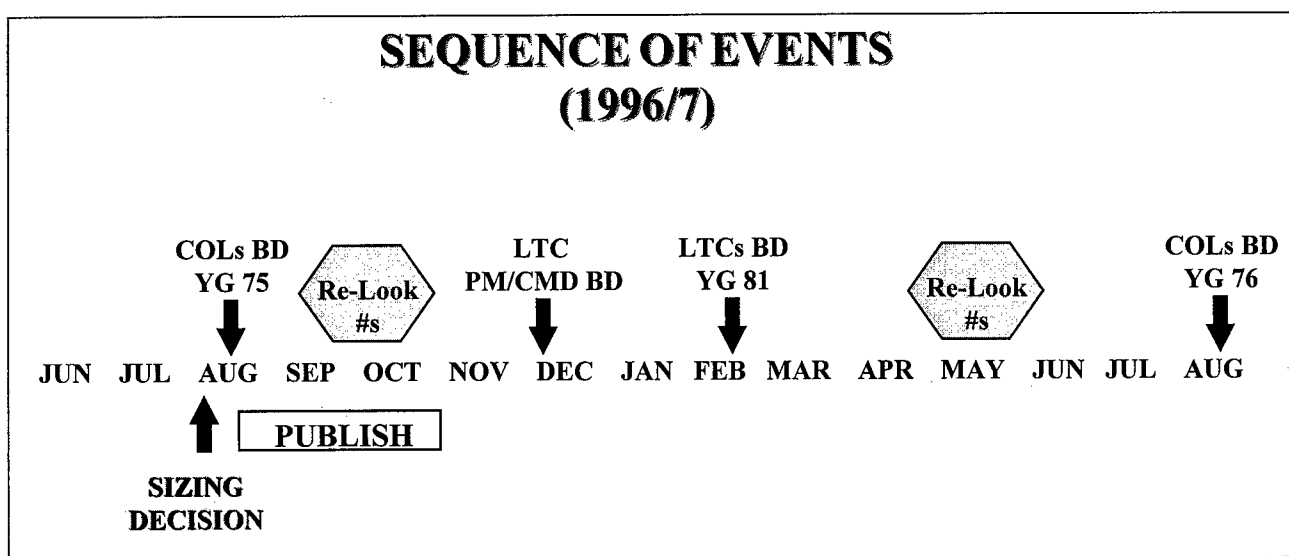 SEQUENCE OF EVENTS
(1996/7)
COLs BD
YG 75
Re-Look
#s
LTC
PM/CMD BD
LTCs BD
YG 81
Re-Look
#s
COLs BD
YG 76
JUN JUL AUG SEP OCT NOV DEC JAN FEB MAR APR MAY JUN JUL AUG
PUBLISH
SIZING
DECISION